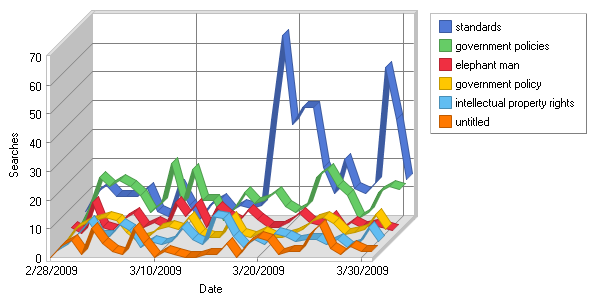 70
60
50
40
30
20
10
0
Searches
2/28/2009
3/10/2009
3/20/2009
3/30/2009
Date
standards
government policies
elephant man
government policy
intellectual property rights
untitled